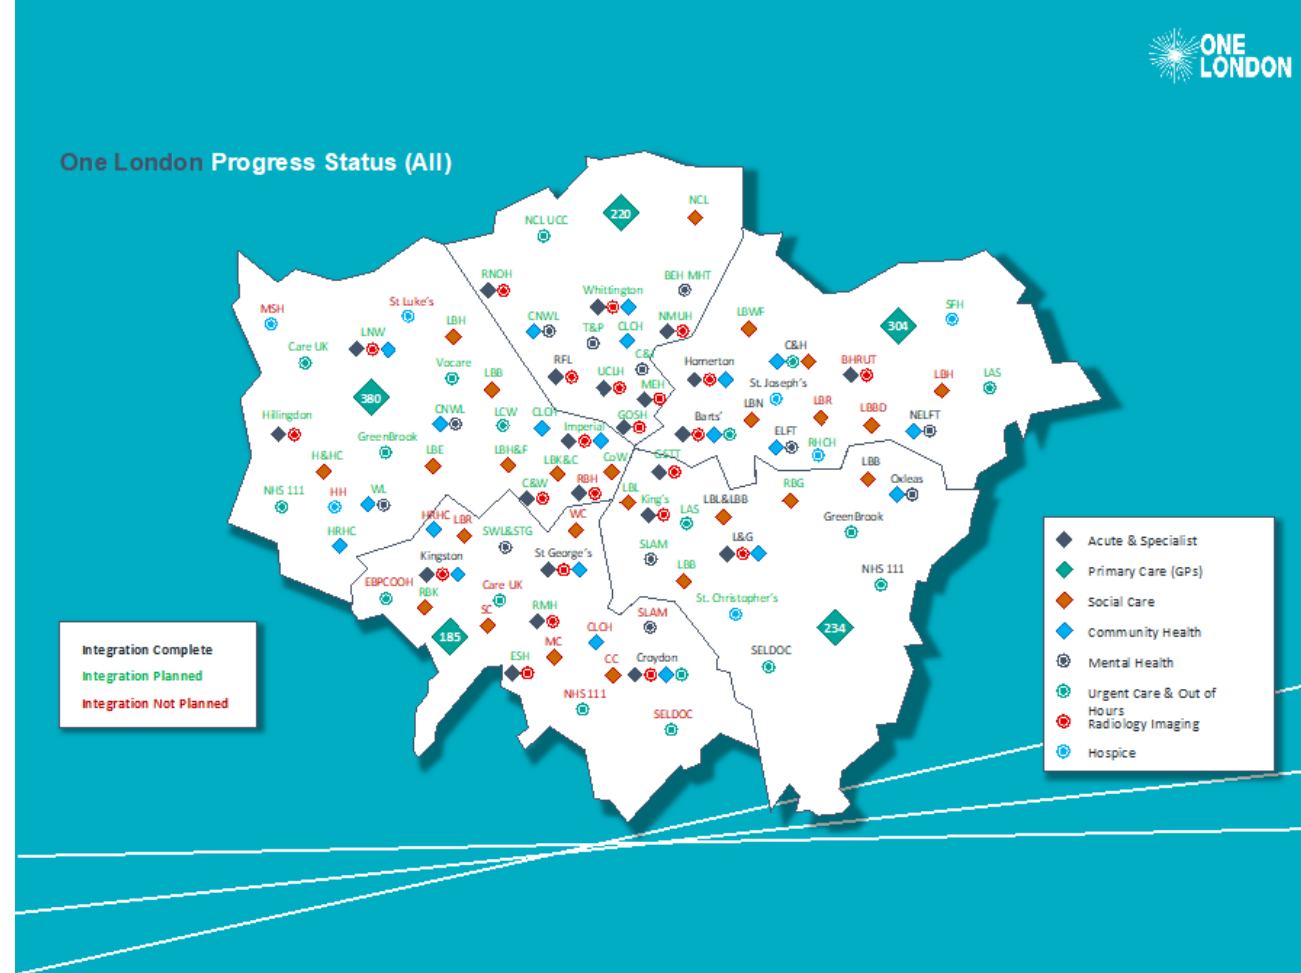 ONE
LONDON
One London Progress Status (All)
220
NCL
NCL UCC
RNOH
BEH MHT
Whittington
MSH
St Luke's
CNWL
T&P
CLCH
NMUH
LBWF
304
SFH
LBH
LNW
Care UK
C&H
RFL
C&I
Homerton
BHRUT
Vocare
LBB
UCLH
St. Joseph's
LBH
LAS
MEH
380
Hillingdon
CNWL
LCW
CLCH
GOSH
Barts'
LBN
LBR
LBBD
NELFT
Imperial
GreenBrook
ELFT
RHCH
H&HC
LBE
LBH&F
LBK&C
CoW
GSTT
LBB
C&W
RBH
RBG
Oxleas
NHS 111
HH
WL
LBL
King's
LBL&LBB
LAS
GreenBrook
HRHC
HRHC
LBR
WC
SWL&STG
L&G
SLAM
Kingston
St George's
LBB
NHS 111
EBPCOOH
RBK
Care UK
St. Christopher's
SC
RMH
SLAM
185
CLCH
234
MC
SELDOC
ESH
CC
Croydon
NHS 111
SELDOC
Integration Complete
Integration Planned
Integration Not Planned
Acute & Specialist
Primary Care (GPs)
Social Care
Community Health
Mental Health
Urgent Care & Out of
Hours
Radiology Imaging
Hospice